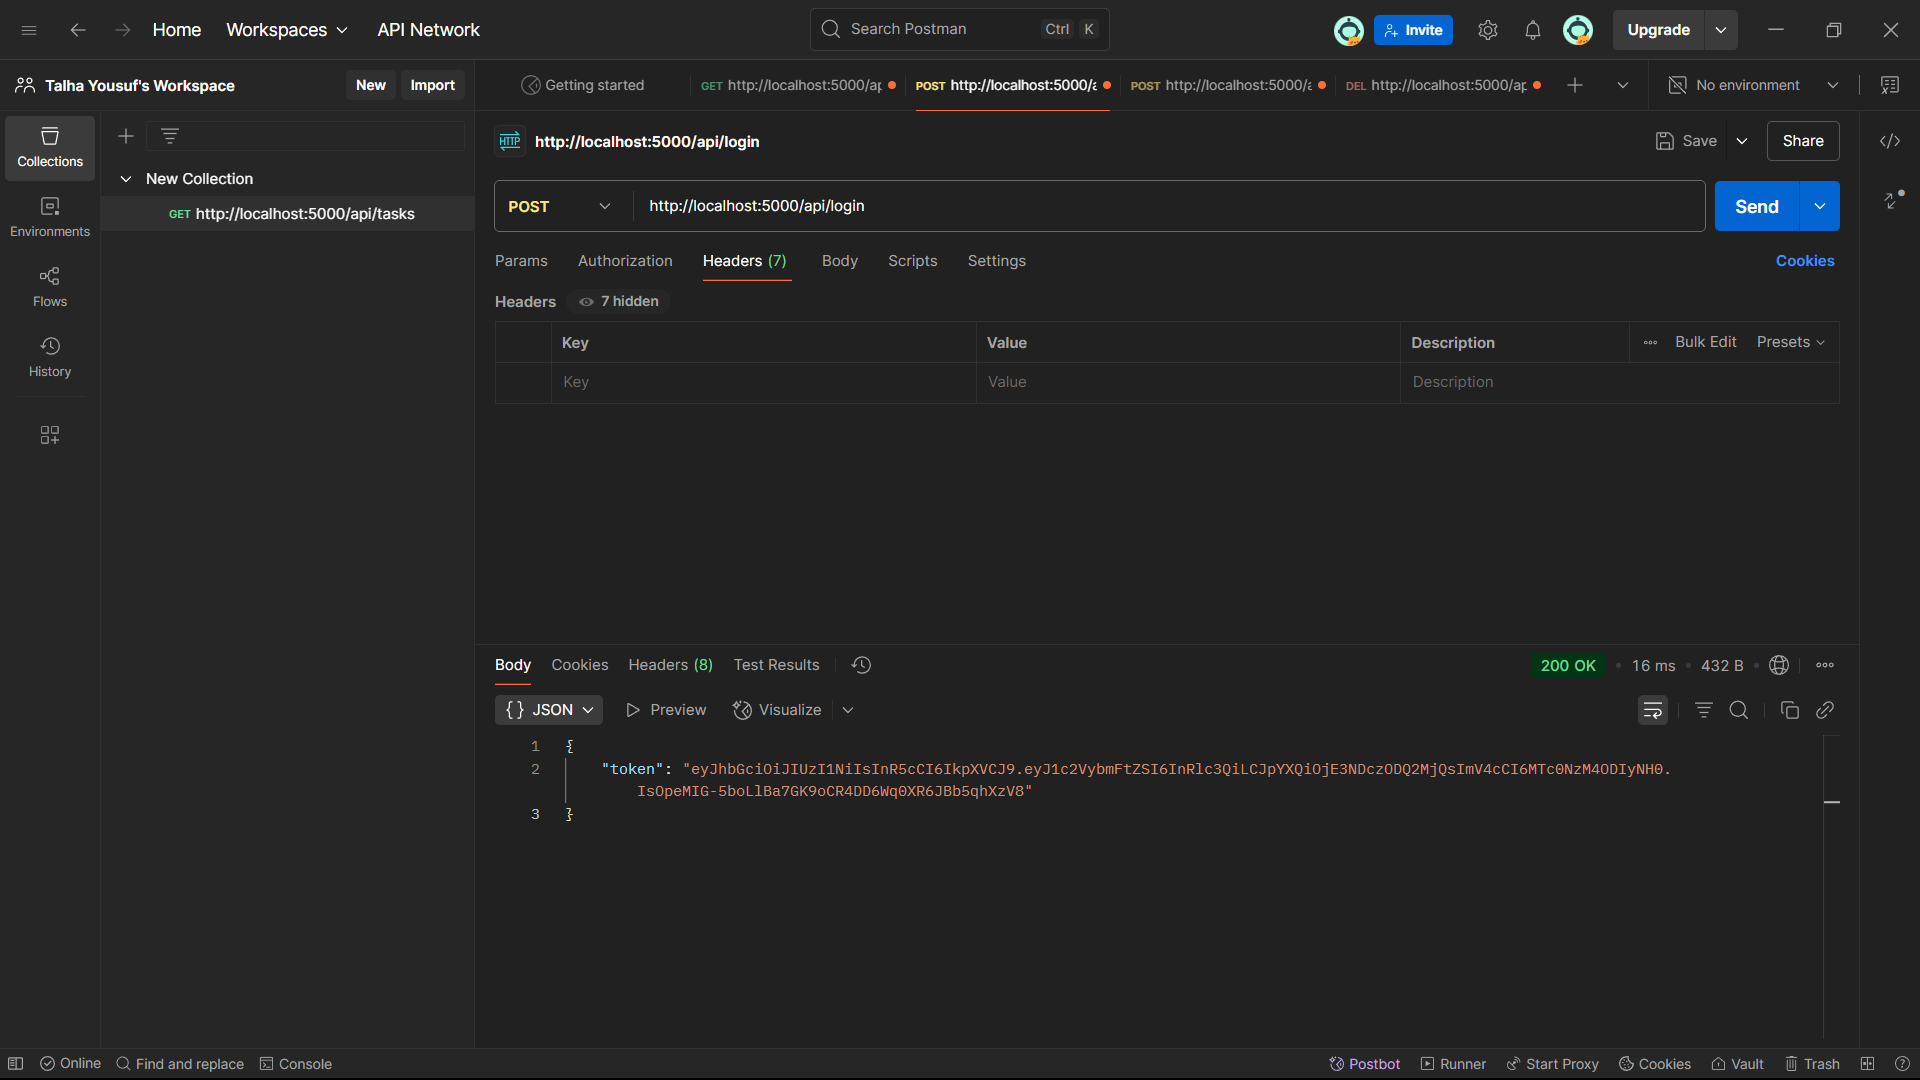 Home
Workspaces
API Network
Search Postman
Ctrl
K
Invite
Upgrade
Talha Yousuf's Workspace
New
Import
Getting started
GET http://localhost:5000/ap
POST http://localhost:5000/a
POST http://localhost:5000/a
DEL http://localhost:5000/ap
No environment
Collections
Environments
Flows
History
New Collection
GET http://localhost:5000/api/tasks
HTTP http://localhost:5000/api/login
Save
Share
POST
http://localhost:5000/api/login
Send
Params
Authorization
Headers (7)
Body
Scripts
Settings
Cookies
Headers
7 hidden
Key
Value
Description
Bulk Edit
Presets
Key
Value
Description
Body
Cookies
Headers (8)
Test Results
200 OK
16 ms
432 B
{} JSON
Preview
Visualize
1 {
2 "token": "eyJhbGciOiJIUzI1NiIsInR5cCI6IkpXVCJ9.eyJ1c2VybmFtZSI6InRlc3QiLCJpYXQiOjE3NDczODQ2MjQsImV4cCI6MTc0NzM4ODIyNH0.
IsOpeMIG-5boLlBa7GK9oCR4DD6Wq0XR6JBb5qhXzV8"
3 }
Online
Find and replace
Console
Postbot
Runner
Start Proxy
Cookies
Vault
Trash